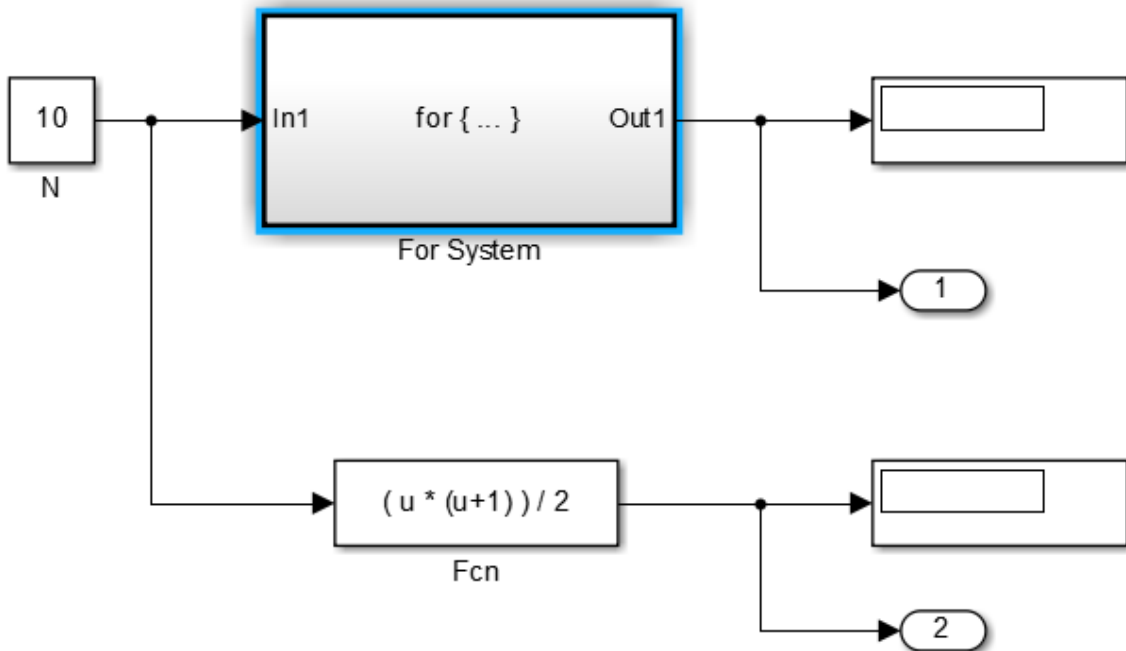 10
N
In1
for { ... }
Out1
For System
1
( u * (u+1) ) / 2
Fcn
2